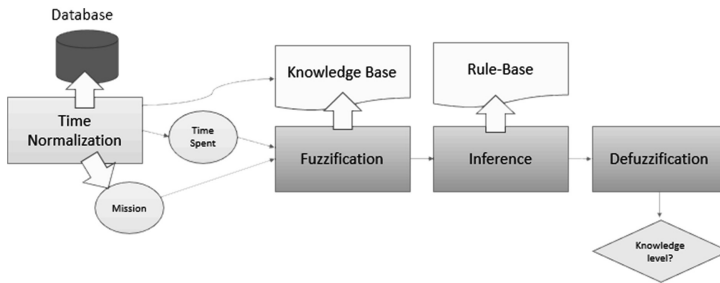 Database
Time
Normalization
Time
Spent
Mission
Knowledge Base
Rule-Base
Fuzzification
Inference
Defuzzification
Knowledge
level?